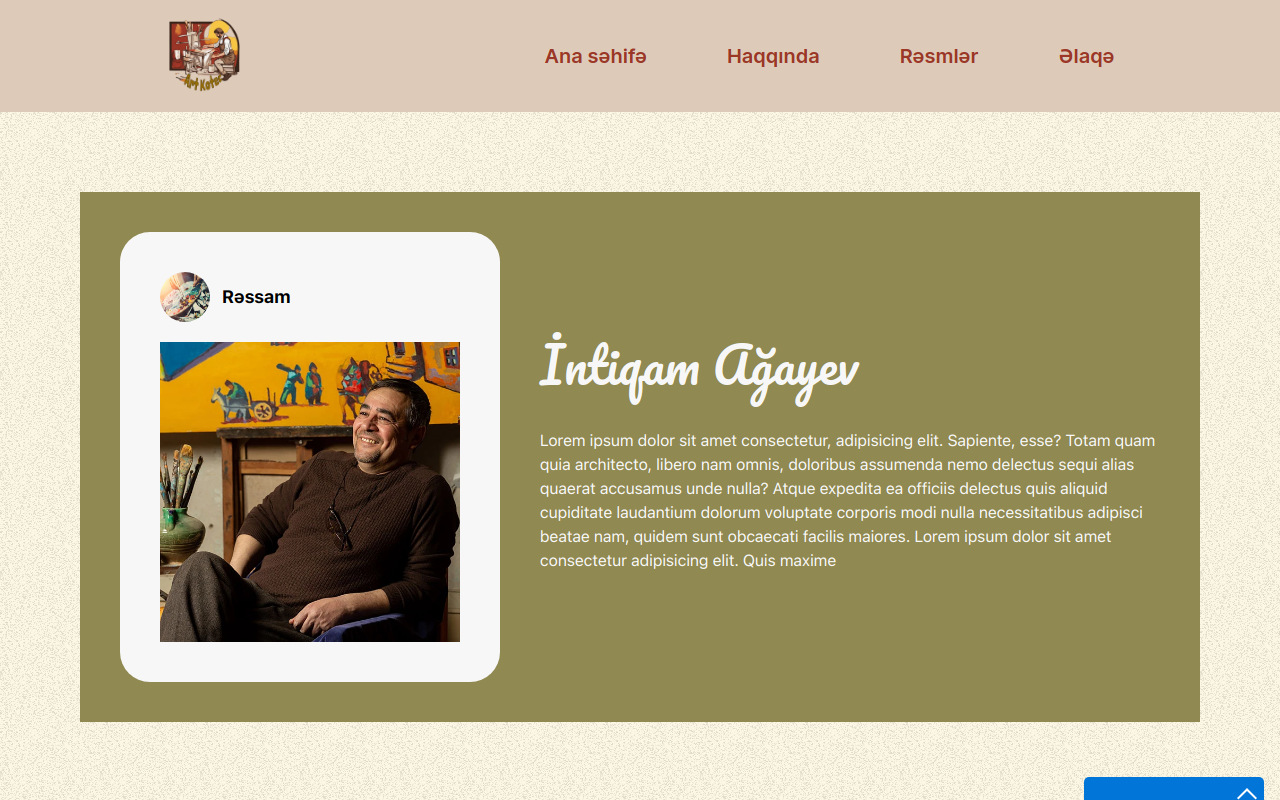 Art Kətan
Ana səhifə
Haqqında
Rəsmlər
Əlaqə
Rəssam
İntiqam Ağayev
Lorem ipsum dolor sit amet consectetur, adipisicing elit. Sapiente, esse? Totam quam
quia architecto, libero nam omnis, doloribus assumenda nemo delectus sequi alias
quaerat accusamus unde nulla? Atque expedita ea officiis delectus quis aliquid
cupiditate laudantium dolorum voluptate corporis modi nulla necessitatibus adipisci
beatae nam, quidem sunt obcaecati facilis maiores. Lorem ipsum dolor sit amet
consectetur adipisicing elit. Quis maxime